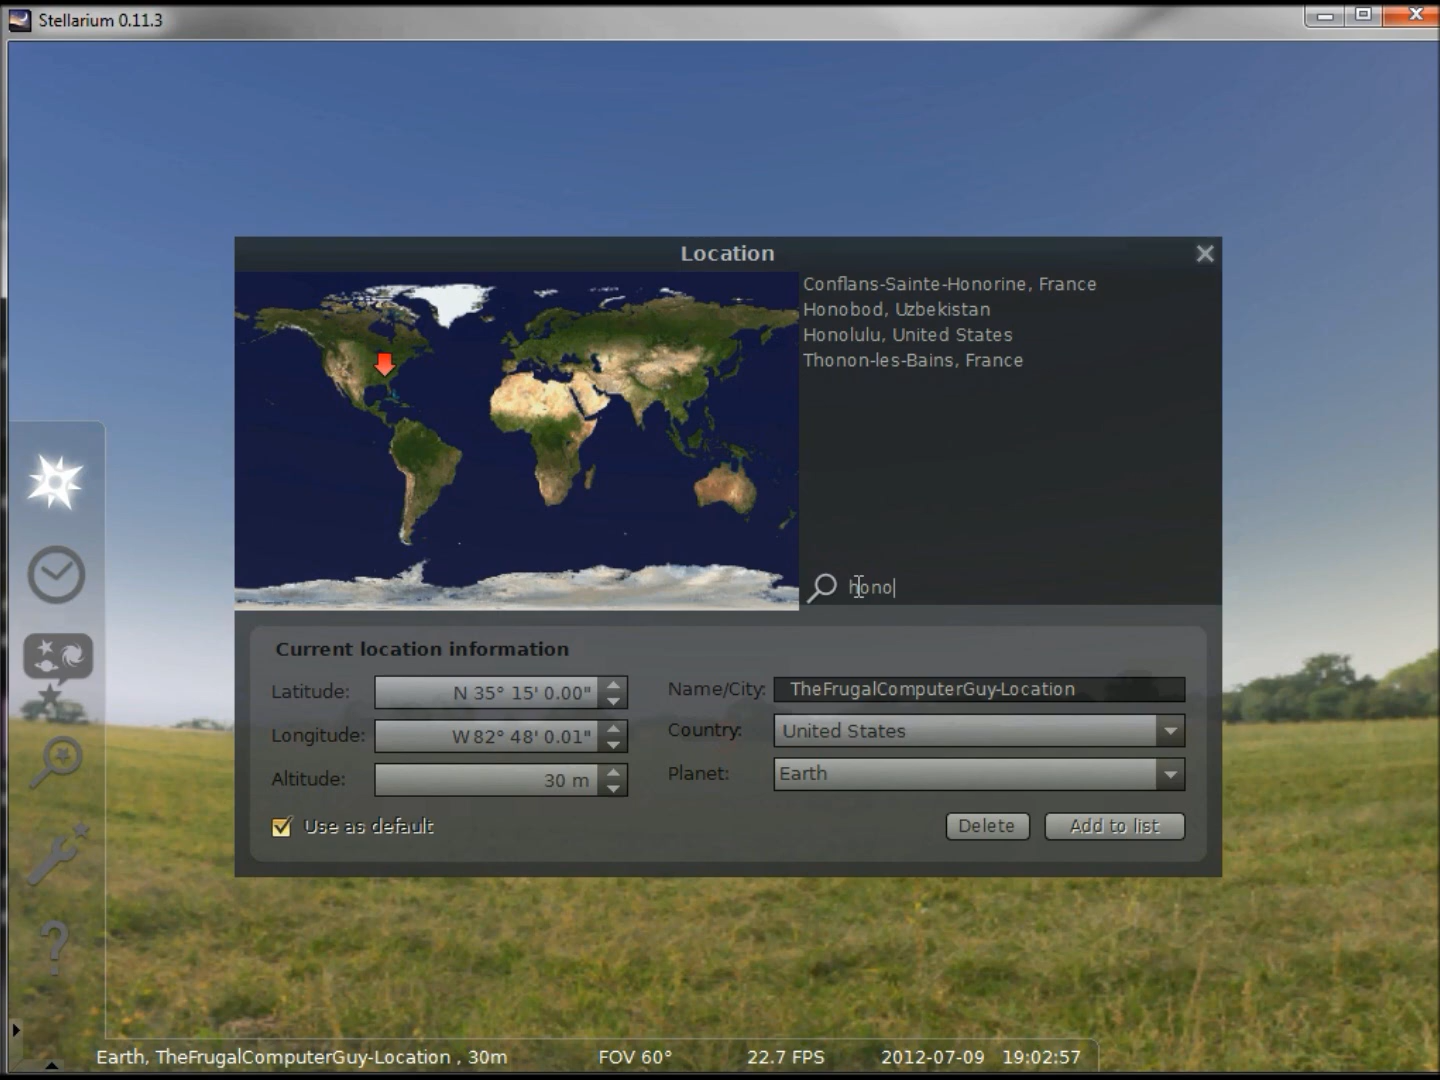 Stellarium 0.11.3
Location
Conflans-Sainte-Honorine, France
Honobod, Uzbekistan
Honolulu, United States
Thonon-les-Bains, France
hono
Current location information
Latitude: N 35° 15' 0.00"
Name/City: TheFrugalComputerGuy-Location
Longitude: W 82° 48' 0.01"
Country: United States
Altitude: 30 m
Planet: Earth
Use as default
Delete
Add to list
Earth, TheFrugalComputerGuy-Location , 30m FOV 60° 22.7 FPS 2012-07-09 19:02:57